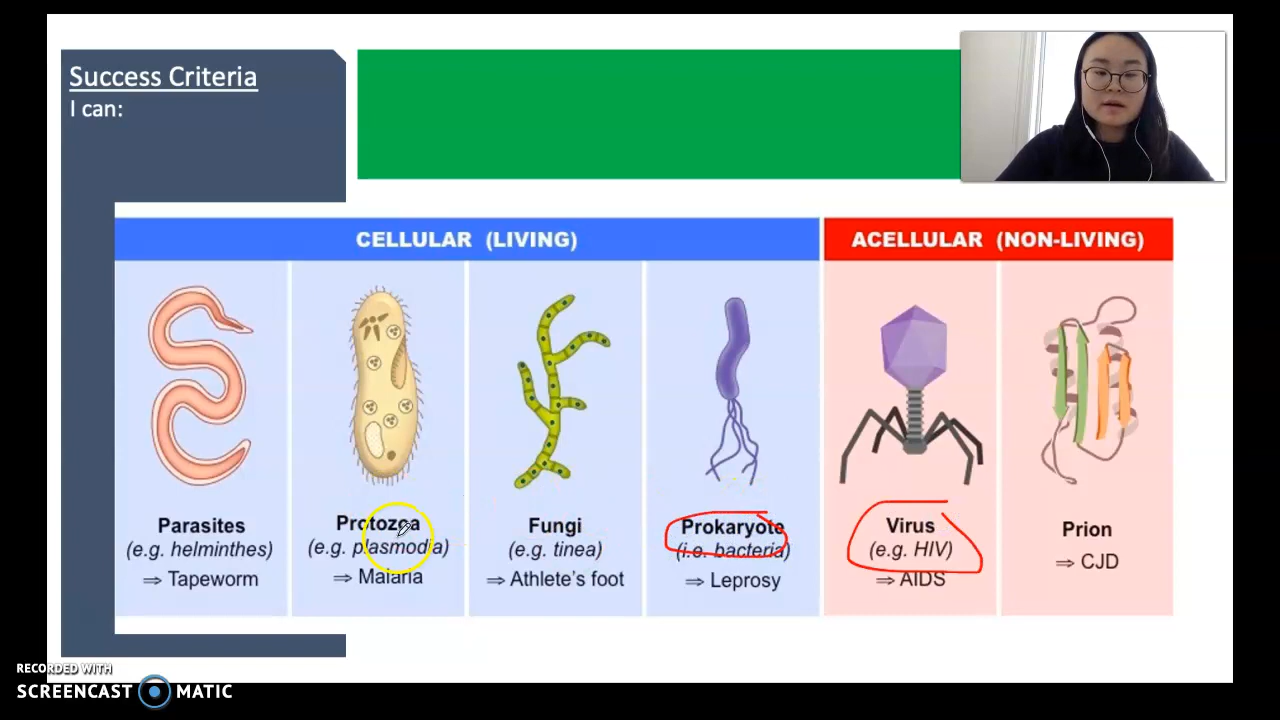 Success Criteria
I can:
CELLULAR (LIVING)
ACELLULAR (NON-LIVING)
Parasites
(e.g. helminthes)
⇒ Tapeworm
Protozoa
(e.g. plasmodia)
⇒ Malaria
Fungi
(e.g. tinea)
⇒ Athlete's foot
Prokaryote
(i.e. bacteria)
⇒ Leprosy
Virus
(e.g. HIV)
⇒ AIDS
Prion
⇒ CJD
RECORDED WITH
SCREENCAST MATIC